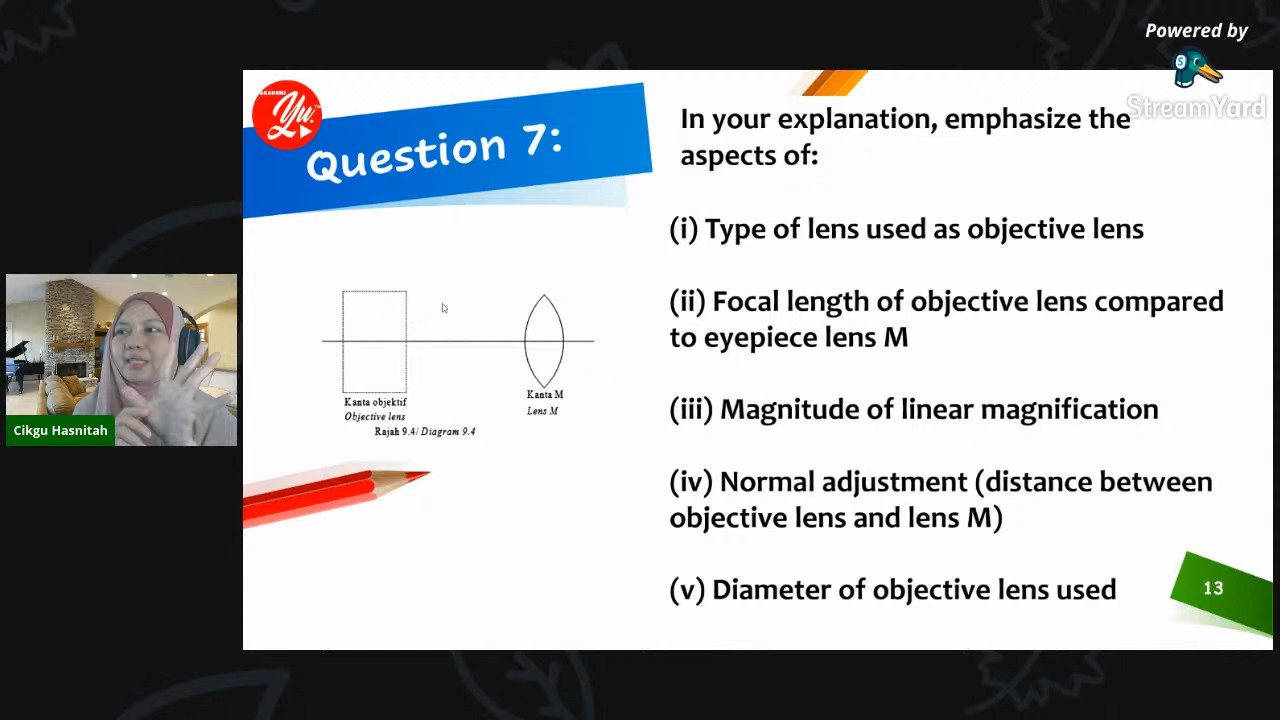 Powered by
StreamYard
AKADEMI
Yu.
Question 7:
In your explanation, emphasize the
aspects of:
(i) Type of lens used as objective lens
(ii) Focal length of objective lens compared
to eyepiece lens M
(iii) Magnitude of linear magnification
(iv) Normal adjustment (distance between
objective lens and lens M)
(v) Diameter of objective lens used
Kanta objektif
Objective lens
Kanta M
Lens M
Rajah 9.4/ Diagram 9.4
Cikgu Hasnitah
13